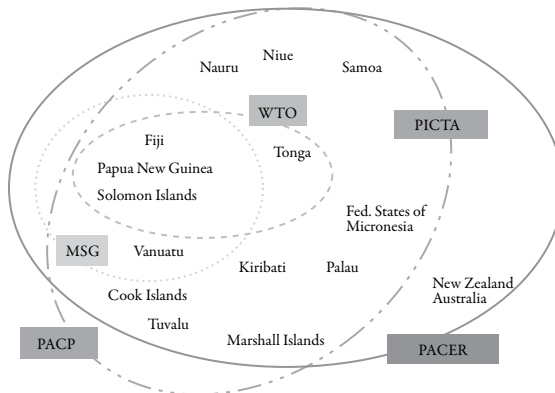 Niue
Nauru
Samoa
WTO
PICTA
Fiji
Tonga
Papua New Guinea
Solomon Islands
Fed. States of
Micronesia
MSG
Vanuatu
Kiribati
Palau
New Zealand
Australia
Cook Islands
Tuvalu
Marshall Islands
PACP
PACER